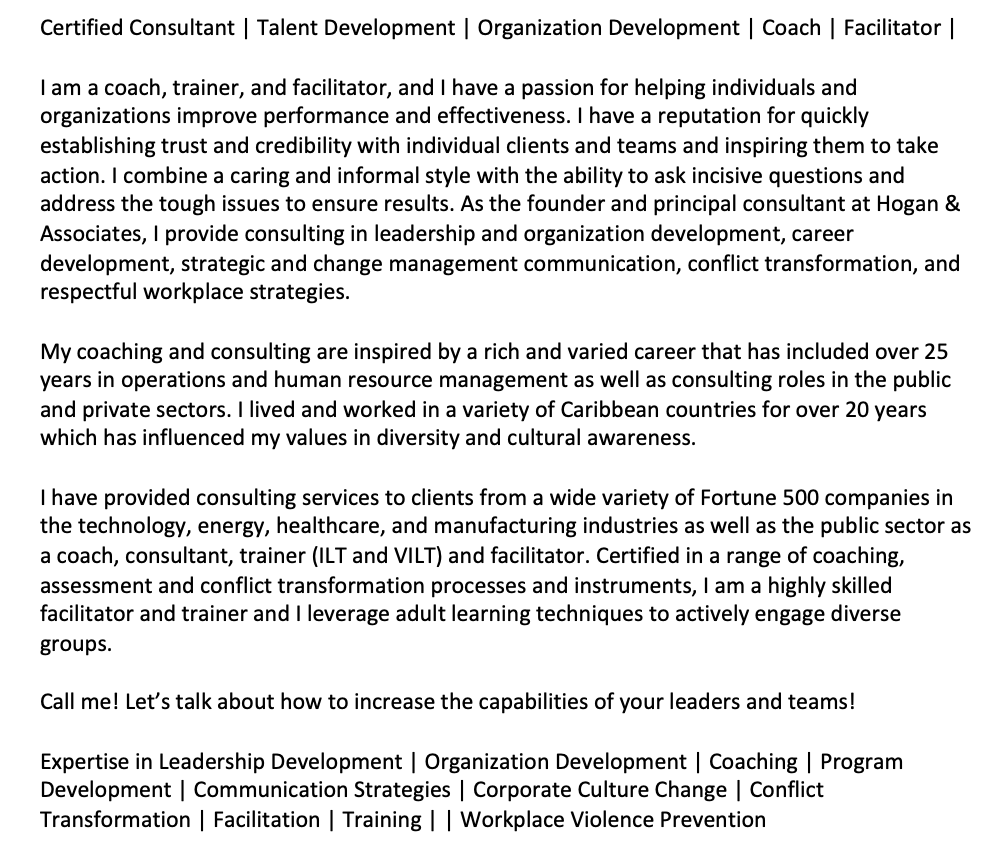 Certified Consultant | Talent Development | Organization Development | Coach | Facilitator |
I am a coach, trainer, and facilitator, and I have a passion for helping individuals and
organizations improve performance and effectiveness. I have a reputation for quickly
establishing trust and credibility with individual clients and teams and inspiring them to take
action. I combine a caring and informal style with the ability to ask incisive questions and
address the tough issues to ensure results. As the founder and principal consultant at Hogan &
Associates, I provide consulting in leadership and organization development, career
development, strategic and change management communication, conflict transformation, and
respectful workplace strategies.
My coaching and consulting are inspired by a rich and varied career that has included over 25
years in operations and human resource management as well as consulting roles in the public
and private sectors. I lived and worked in a variety of Caribbean countries for over 20 years
which has influenced my values in diversity and cultural awareness.
I have provided consulting services to clients from a wide variety of Fortune 500 companies in
the technology, energy, healthcare, and manufacturing industries as well as the public sector as
a coach, consultant, trainer (ILT and VILT) and facilitator. Certified in a range of coaching,
assessment and conflict transformation processes and instruments, I am a highly skilled
facilitator and trainer and I leverage adult learning techniques to actively engage diverse
groups.
Call me! Let’s talk about how to increase the capabilities of your leaders and teams!
Expertise in Leadership Development | Organization Development | Coaching | Program
Development | Communication Strategies | Corporate Culture Change | Conflict
Transformation | Facilitation | Training | | Workplace Violence Prevention